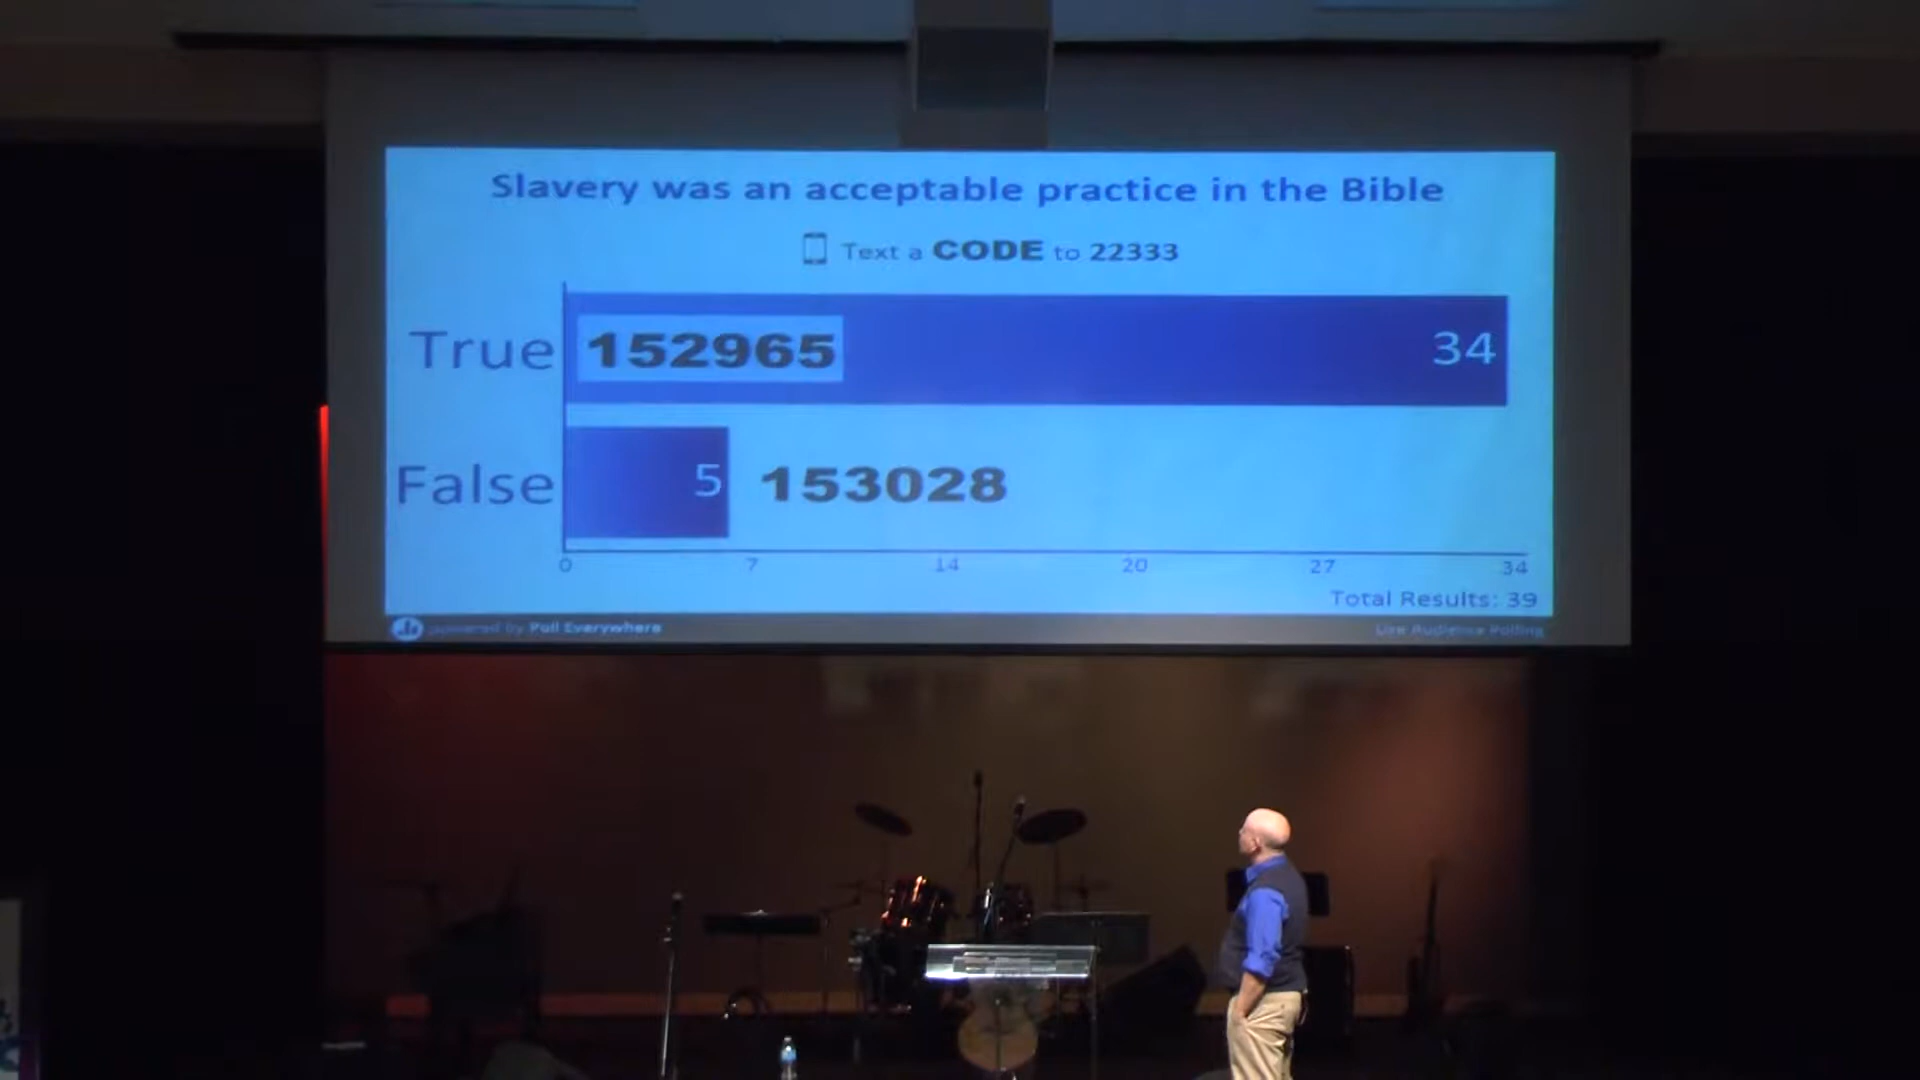 Slavery was an acceptable practice in the Bible
Text a CODE to 22333
True 152965 34
False 5 153028
0 7 14 20 27 34
Total Results: 39
powered by Poll Everywhere
Live Audience Polling